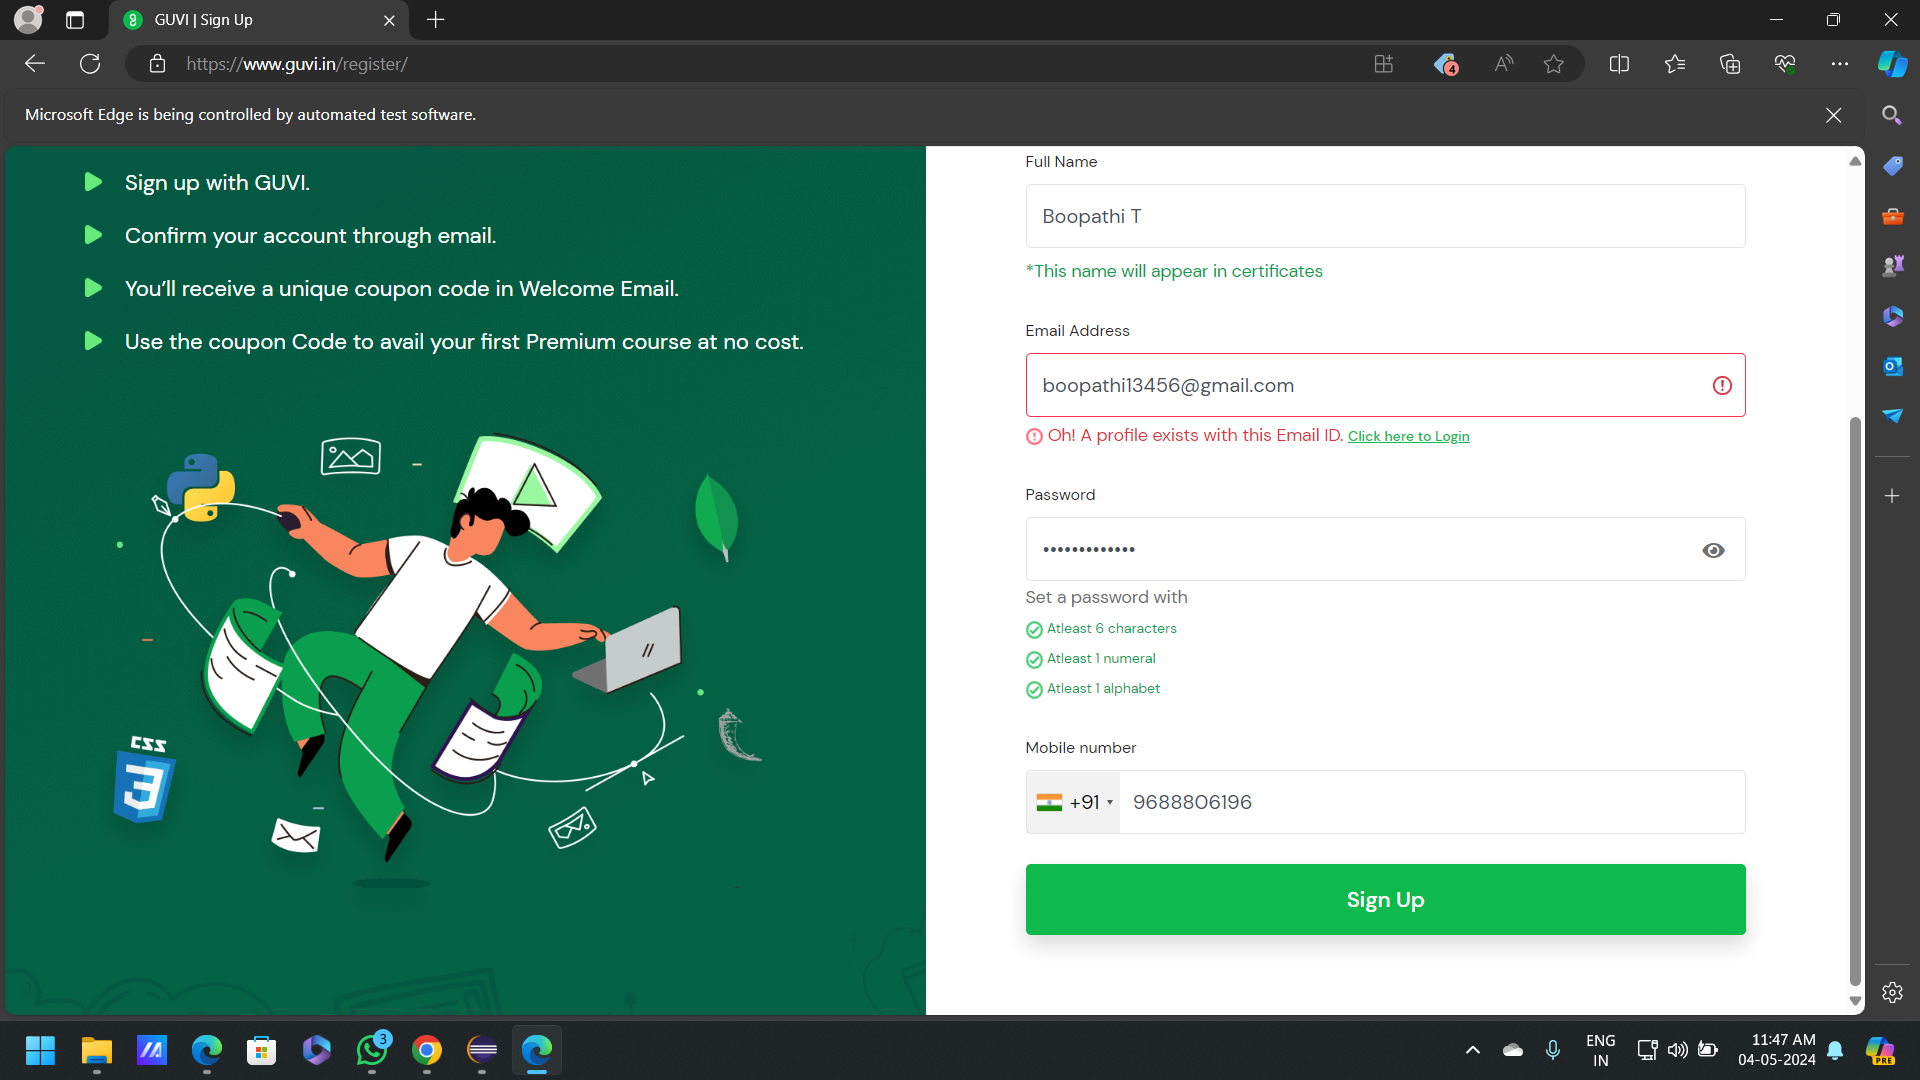 GUVI | Sign Up
https://www.guvi.in/register/
4
Microsoft Edge is being controlled by automated test software.
Sign up with GUVI.
Confirm your account through email.
You’ll receive a unique coupon code in Welcome Email.
Use the coupon Code to avail your first Premium course at no cost.
CSS
3
Full Name
Boopathi T
*This name will appear in certificates
Email Address
boopathi13456@gmail.com
Oh! A profile exists with this Email ID. Click here to Login
Password
•••••••••••••
Set a password with
Atleast 6 characters
Atleast 1 numeral
Atleast 1 alphabet
Mobile number
+91 9688806196
Sign Up
3
ENG
IN
11:47 AM
04-05-2024
PRE